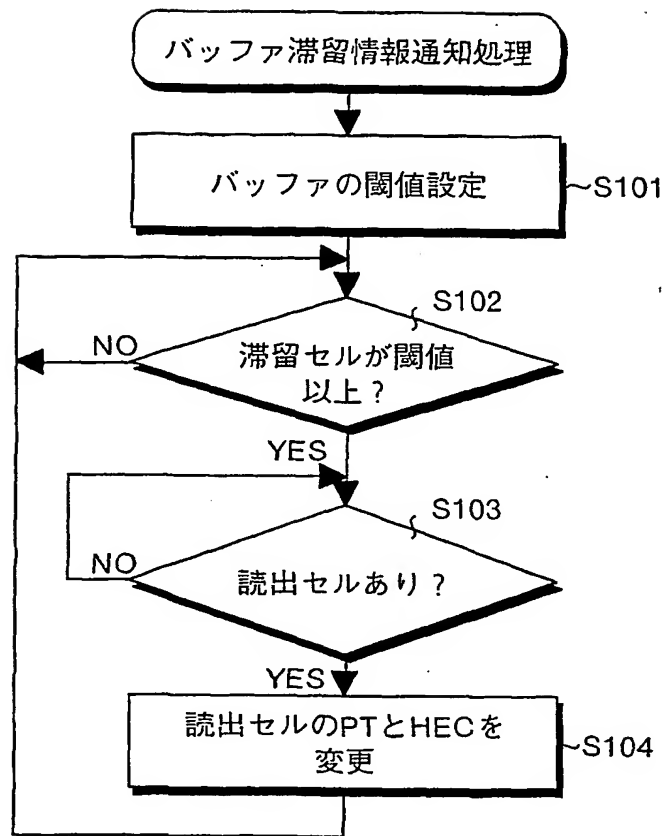 バッファ滞留情報通知処理
バッファの閾値設定
~S101
S102
NO
滞留セルが閾値
以上?
YES
S103
NO
読出セルあり?
YES
読出セルのPTとHECを
変更
~S104